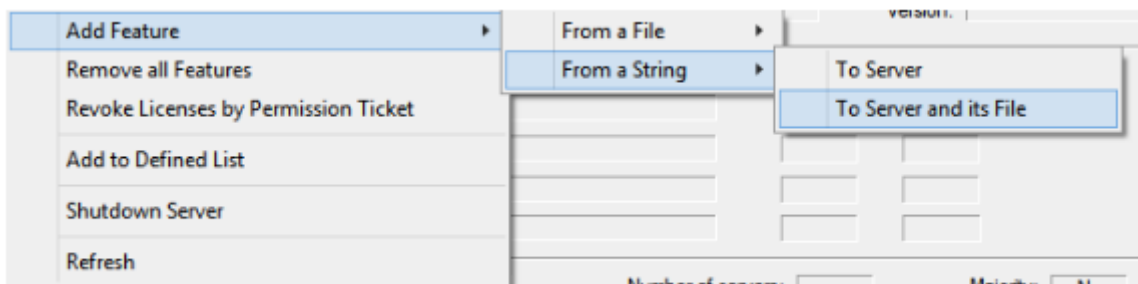 Version:
Add Feature
From a File
Remove all Features
From a String
To Server
Revoke Licenses by Permission Ticket
To Server and its File
Add to Defined List
Shutdown Server
Refresh